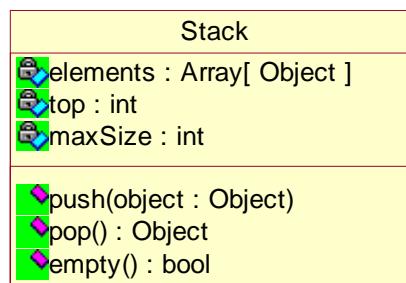 Stack
elements : Array[ Object ]
top : int
maxSize : int
push(object : Object)
pop() : Object
empty() : bool